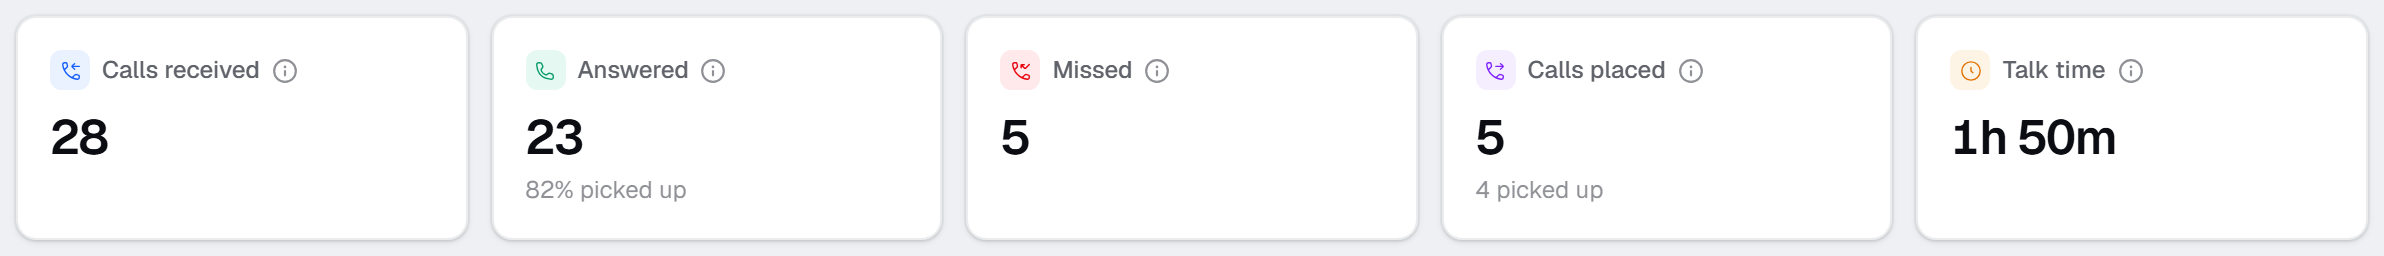 Calls received
28
Answered
23
82% picked up
Missed
5
Calls placed
5
4 picked up
Talk time
1h 50m